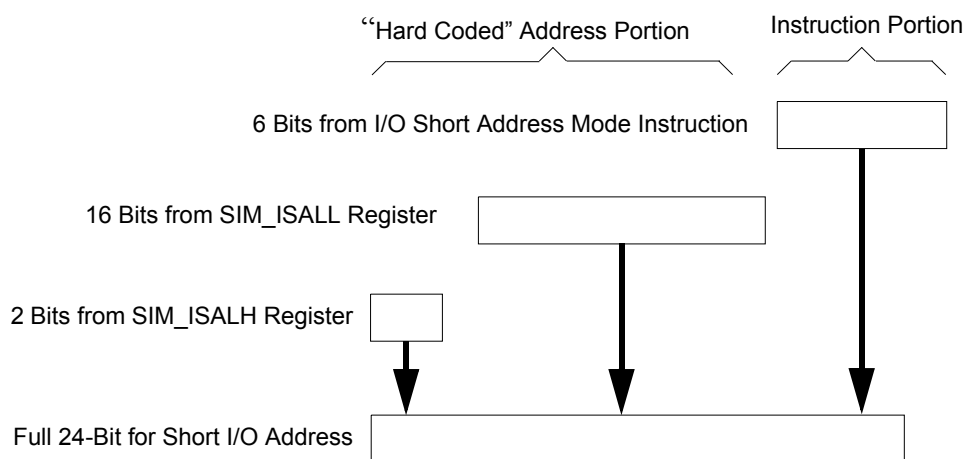 “Hard Coded” Address Portion
Instruction Portion
6 Bits from I/O Short Address Mode Instruction
16 Bits from SIM_ISALL Register
2 Bits from SIM_ISALH Register
Full 24-Bit for Short I/O Address